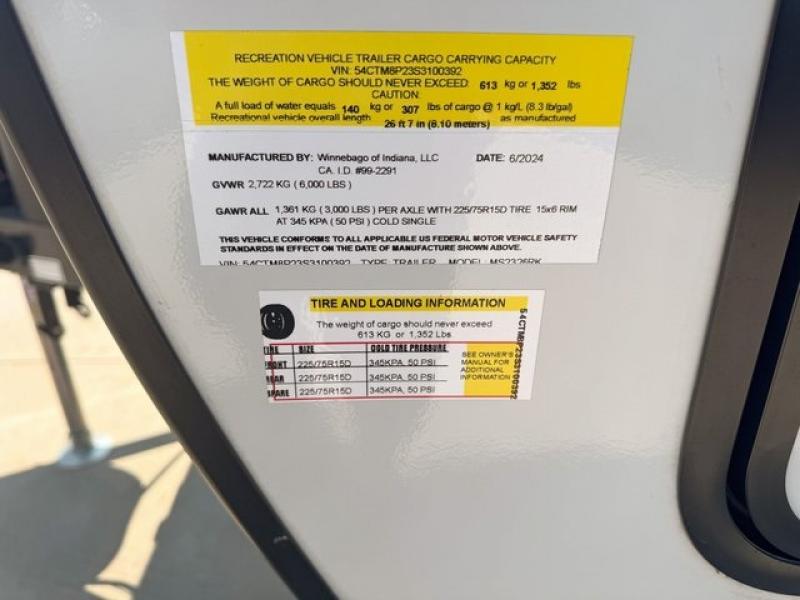 RECREATION VEHICLE TRAILER CARGO CARRYING CAPACITY
VIN: 54CTM8P23S3100392
THE WEIGHT OF CARGO SHOULD NEVER EXCEED: 613 kg or 1,352 lbs
CAUTION:
A full load of water equals 140 kg or 307 lbs of cargo @ 1 kg/L (8.3 lb/gal)
Recreational vehicle overall length 26 ft 7 in (8.10 meters) as manufactured
MANUFACTURED BY: Winnebago of Indiana, LLC DATE: 6/2024
CA. I.D. #99-2291
GVWR 2,722 KG ( 6,000 LBS )
GAWR ALL 1,361 KG ( 3,000 LBS ) PER AXLE WITH 225/75R15D TIRE 15x6 RIM
AT 345 KPA ( 50 PSI ) COLD SINGLE
THIS VEHICLE CONFORMS TO ALL APPLICABLE US FEDERAL MOTOR VEHICLE SAFETY
STANDARDS IN EFFECT ON THE DATE OF MANUFACTURE SHOWN ABOVE.
VIN: 54CTM8P23S3100392 TYPE: TRAILER MODEL: MS2326RK
TIRE AND LOADING INFORMATION
The weight of cargo should never exceed
613 KG or 1,352 Lbs
TIRE SIZE COLD TIRE PRESSURE
FRONT 225/75R15D 345KPA, 50 PSI
REAR 225/75R15D 345KPA, 50 PSI
SPARE 225/75R15D 345KPA, 50 PSI
SEE OWNER'S
MANUAL FOR
ADDITIONAL
INFORMATION
54CTM8P23S3100392